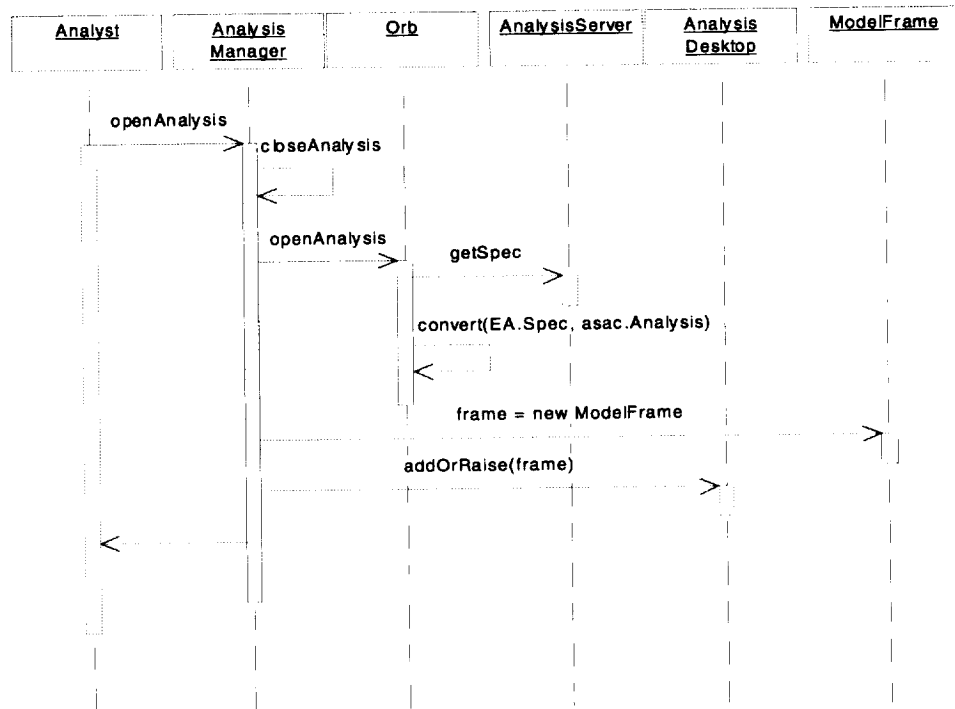 Analyst
Analysis
Manager
Orb
AnalysisServer
Analysis
Desktop
ModelFrame
openAnalysis
closeAnalysis
openAnalysis
getSpec
convert(EA.Spec, asac.Analysis)
frame = new ModelFrame
addOrRaise(frame)